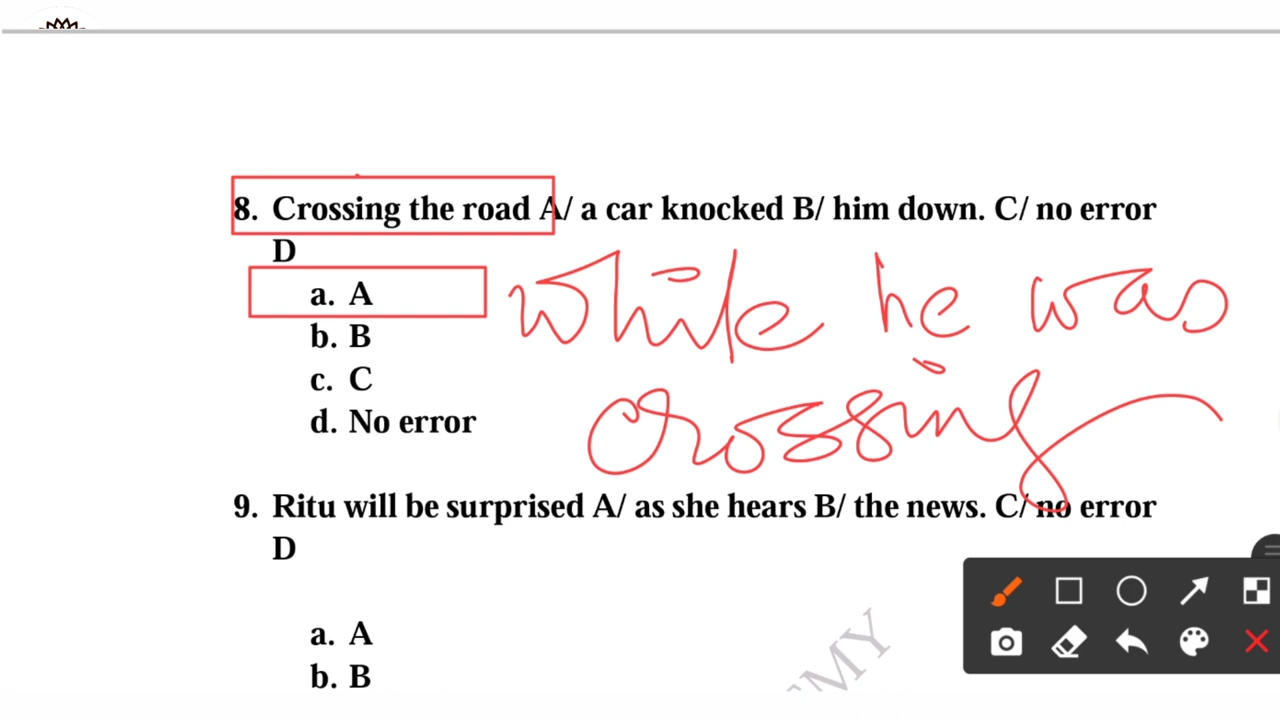 8. Crossing the road A/ a car knocked B/ him down. C/ no error
D
a. A
while he was
b. B
c. C
crossing
d. No error
9. Ritu will be surprised A/ as she hears B/ the news. C/ no error
D
a. A
b. B